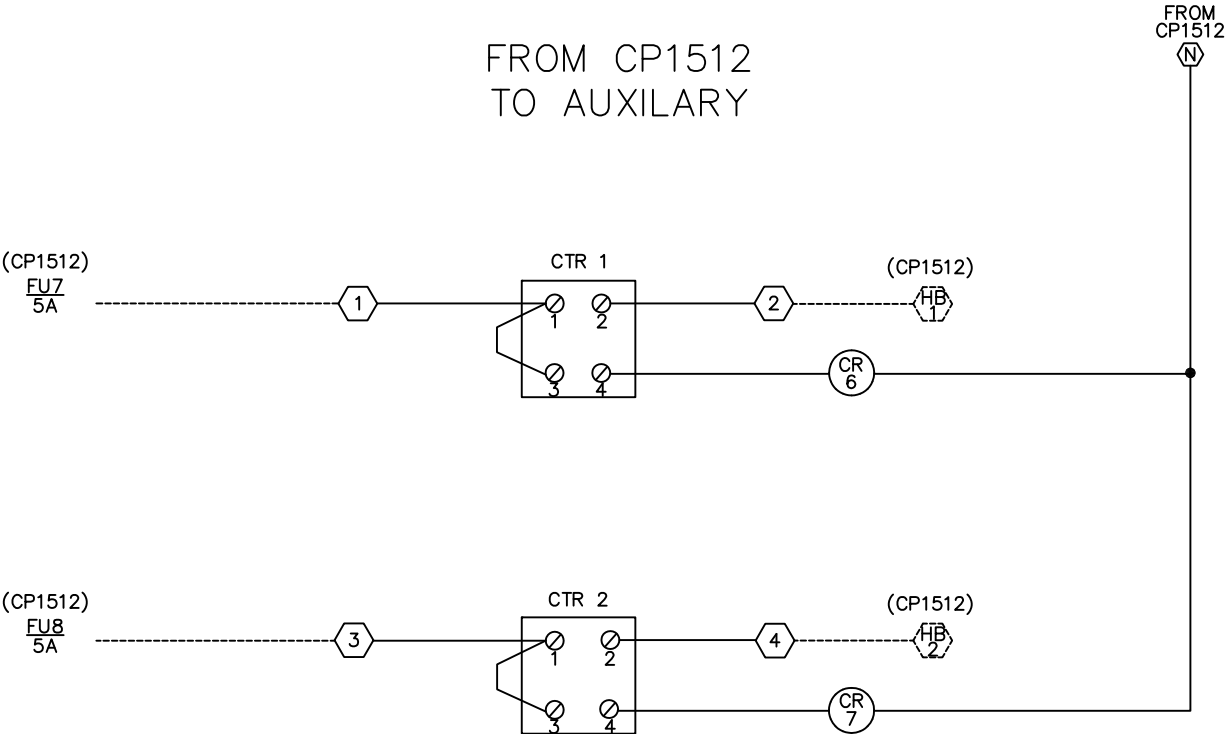 FROM
CP1512
N
FROM CP1512
TO AUXILARY
(CP1512)
FU7
5A
1
CTR 1
1 2
3 4
2
(CP1512)
HB
1
CR
6
(CP1512)
FU8
5A
3
CTR 2
1 2
3 4
4
(CP1512)
HB
2
CR
7